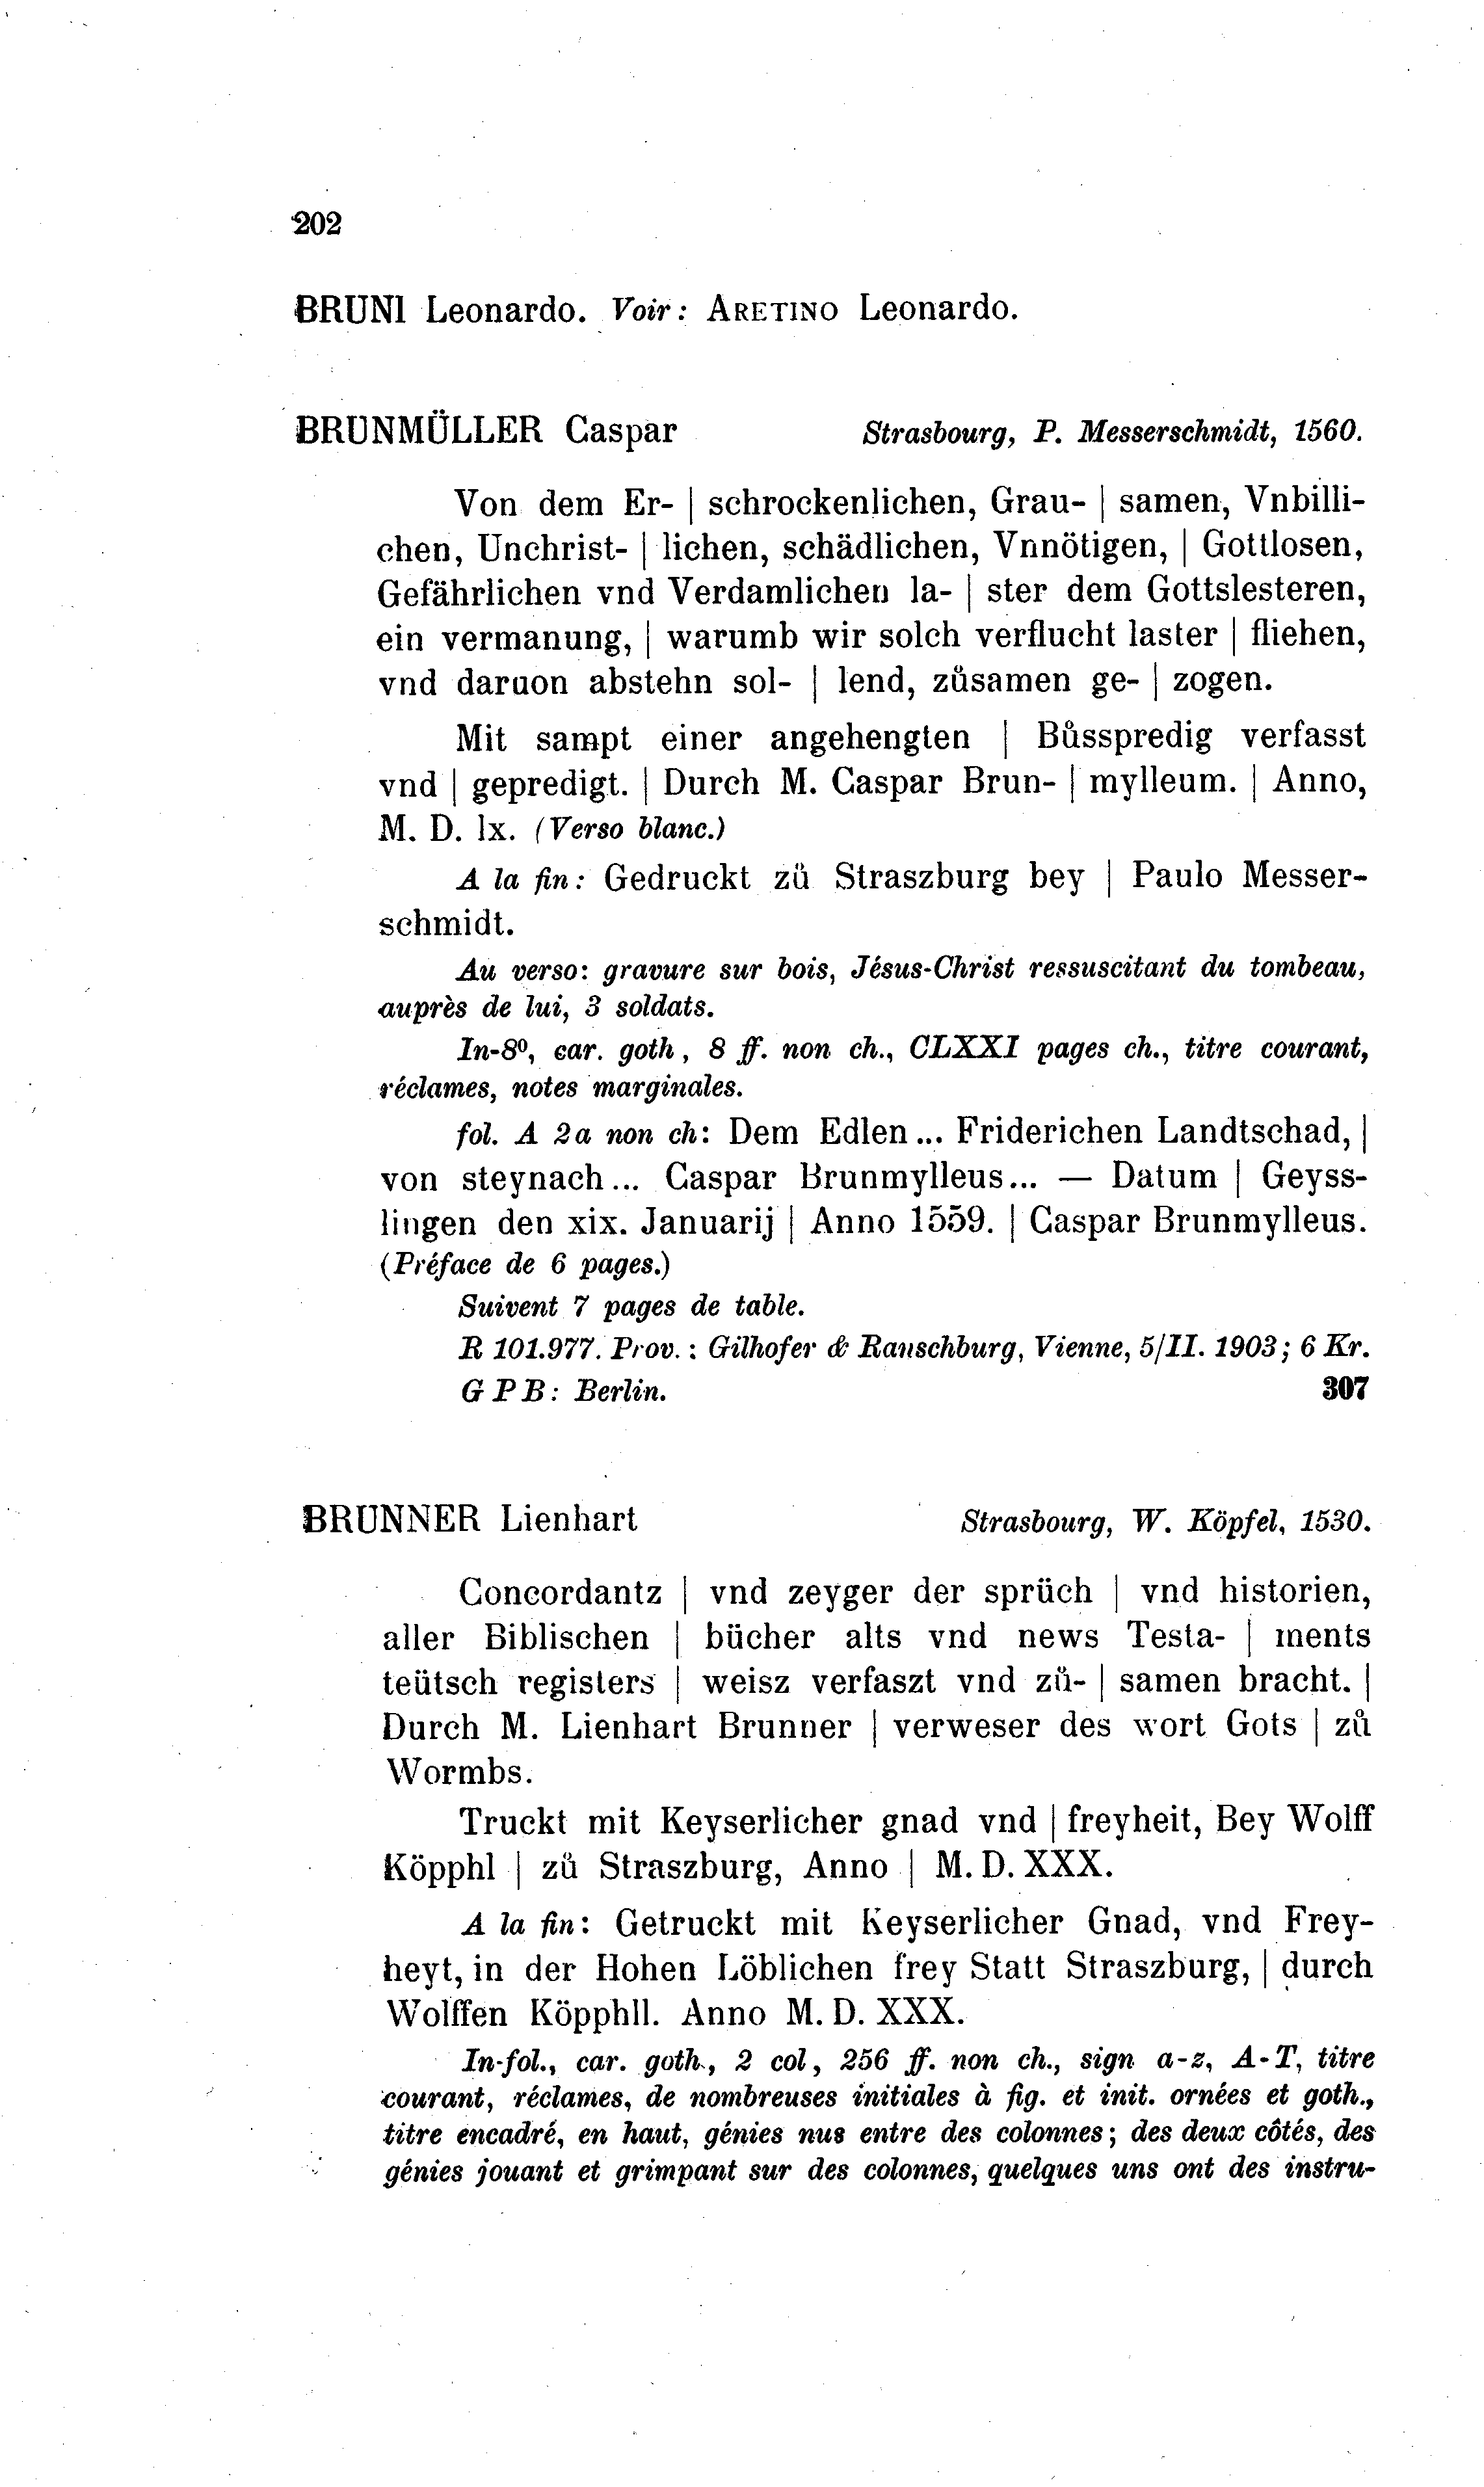 202
BRUNI Leonardo. Voir: ARETINO Leonardo.
BRUNMÜLLER Caspar Strasbourg, P. Messerschmidt, 1560.
Von dem Er- | schrockenlichen, Grau- | samen, Vnbilli-
chen, Unchrist- | lichen, schädlichen, Vnnötigen, | Gottlosen,
Gefährlichen vnd Verdamlichen la- | ster dem Gottslesteren,
ein vermanung, | warumb wir solch verflucht laster | fliehen,
vnd daruon abstehn sol- | lend, zůsamen ge- | zogen.
Mit sampt einer angehengten | Bůsspredig verfasst
vnd | gepredigt. | Durch M. Caspar Brun- | mylleum. | Anno,
M. D. lx. (Verso blanc.)
A la fin: Gedruckt zů Straszburg bey | Paulo Messer-
schmidt.
Au verso: gravure sur bois, Jésus-Christ ressuscitant du tombeau,
auprès de lui, 3 soldats.
In-8º, car. goth, 8 ff. non ch., CLXXI pages ch., titre courant,
réclames, notes marginales.
fol. A 2a non ch: Dem Edlen... Friderichen Landtschad, |
von steynach... Caspar Brunmylleus... — Datum | Geyss-
lingen den xix. Januarij | Anno 1559. | Caspar Brunmylleus.
(Préface de 6 pages.)
Suivent 7 pages de table.
R 101.977. Prov.: Gilhofer & Ranschburg, Vienne, 5/II. 1903; 6 Kr.
G P B: Berlin. 307
BRUNNER Lienhart Strasbourg, W. Köpfel, 1530.
Concordantz | vnd zeyger der sprüch | vnd historien,
aller Biblischen | bücher alts vnd news Testa- | ments
teütsch registers | weisz verfaszt vnd zů- | samen bracht. |
Durch M. Lienhart Brunner | verweser des wort Gots | zů
Wormbs.
Truckt mit Keyserlicher gnad vnd | freyheit, Bey Wolff
Köpphl | zů Straszburg, Anno | M. D. XXX.
A la fin: Getruckt mit Keyserlicher Gnad, vnd Frey-
heyt, in der Hohen Löblichen frey Statt Straszburg, | durch
Wolffen Köpphll. Anno M. D. XXX.
In-fol., car. goth., 2 col, 256 ff. non ch., sign a-z, A-T, titre
courant, réclames, de nombreuses initiales à fig. et init. ornées et goth.,
titre encadré, en haut, génies nus entre des colonnes; des deux côtés, des
génies jouant et grimpant sur des colonnes, quelques uns ont des instru-